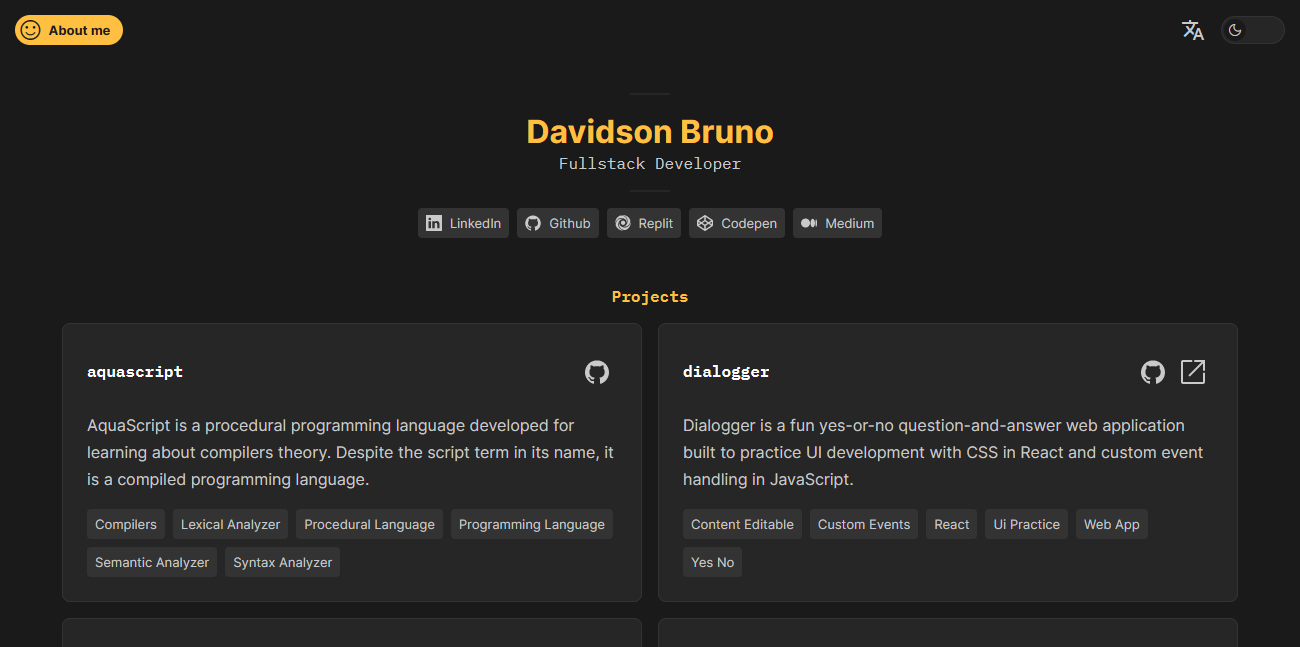 About me
Davidson Bruno
Fullstack Developer
LinkedIn Github Replit Codepen Medium
Projects
aquascript
AquaScript is a procedural programming language developed for
learning about compilers theory. Despite the script term in its name, it
is a compiled programming language.
Compilers Lexical Analyzer Procedural Language Programming Language
Semantic Analyzer Syntax Analyzer
dialogger
Dialogger is a fun yes-or-no question-and-answer web application
built to practice UI development with CSS in React and custom event
handling in JavaScript.
Content Editable Custom Events React Ui Practice Web App
Yes No